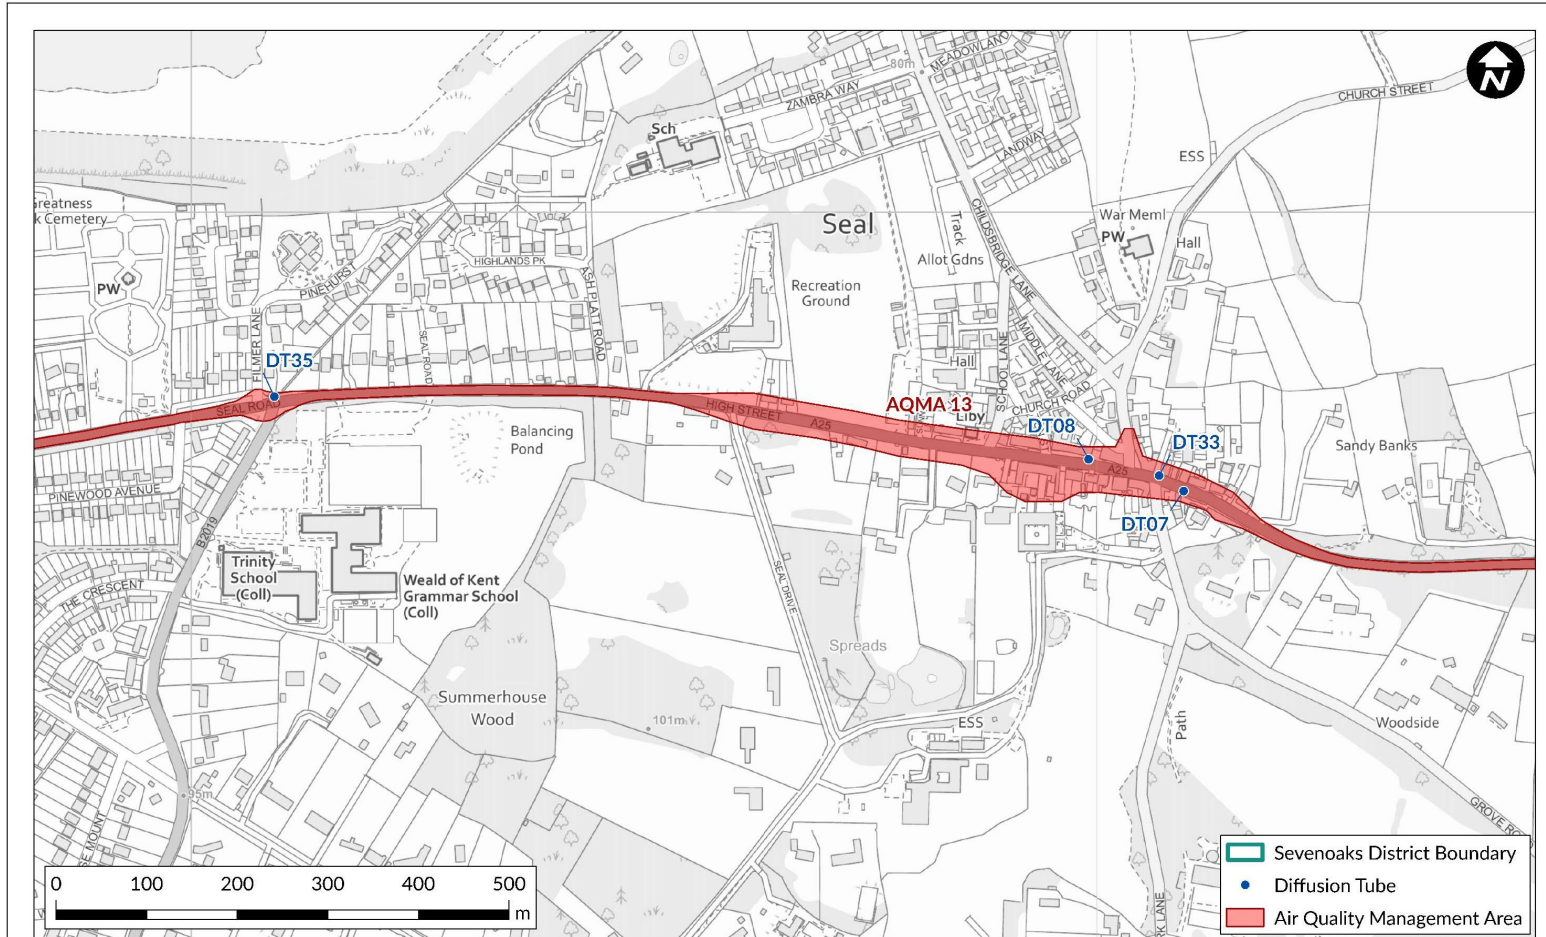 80m
MEADOWLAND
ZAMBRA WAY
N
CHURCH STREET
Sch
LANDWAY
ESS
Greatness
k Cemetery
War Meml
PW
Hall
Seal
Track
Allot Gdns
CHILDSBRIDGE LANE
HIGHLANDS PK
PINEHURST
PW
ASH PLATT ROAD
Recreation
Ground
FILMER LANE
SEAL ROAD
SCHOOL LANE
MIDDLE LANE
Hall
DT35
CHURCH ROAD
AQMA 13
Liby
SEAL ROAD
HIGH STREET
A25
DT08
DT33
A25
DT07
Sandy Banks
Balancing
Pond
PINEWOOD AVENUE
B2019
Trinity
School
(Coll)
Weald of Kent
Grammar School
(Coll)
THE CRESCENT
SEAL DRIVE
Spreads
Summerhouse
Wood
101m
ESS
Path
Woodside
95m
SE MOUNT
GROVE RO
RK LANE
0 100 200 300 400 500
m
Sevenoaks District Boundary
Diffusion Tube
Air Quality Management Area